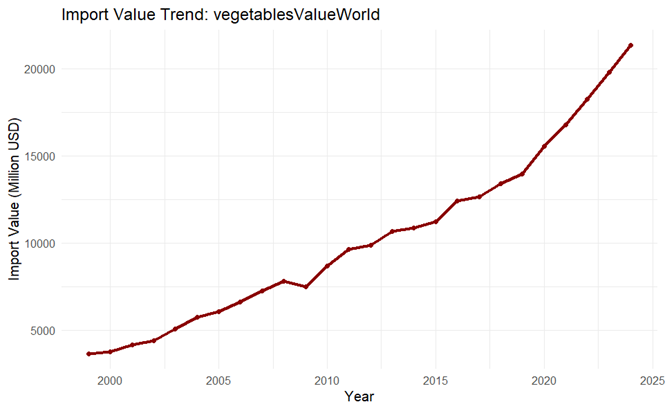 Import Value Trend: vegetablesValueWorld
Import Value (Million USD)
20000
15000
10000
5000
2000 2005 2010 2015 2020 2025
Year